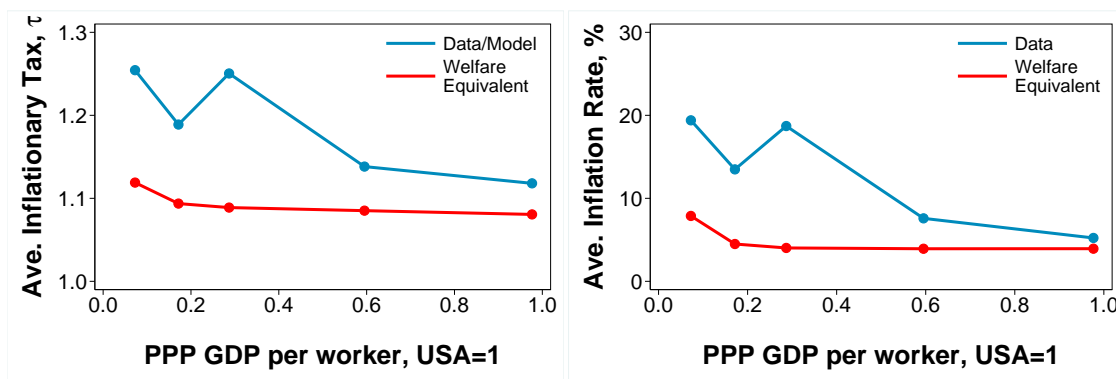 Ave. Inflationary Tax, τ
1.3
1.2
1.1
1.0
Data/Model
Welfare
Equivalent
0.0 0.2 0.4 0.6 0.8 1.0
PPP GDP per worker, USA=1
Ave. Inflation Rate, %
30
20
10
0
Data
Welfare
Equivalent
0.0 0.2 0.4 0.6 0.8 1.0
PPP GDP per worker, USA=1